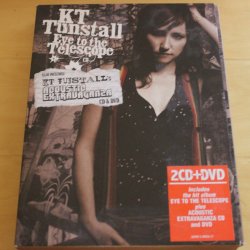 KT
TUNSTALL
Eye to the
Telescope
ALSO INCLUDES
KT TUNSTALL'S
ACOUSTIC
EXTRAVAGANZA
CD & DVD
2CD+DVD
Includes
the hit album
EYE TO THE TELESCOPE
plus
ACOUSTIC
EXTRAVAGANZA CD
and DVD